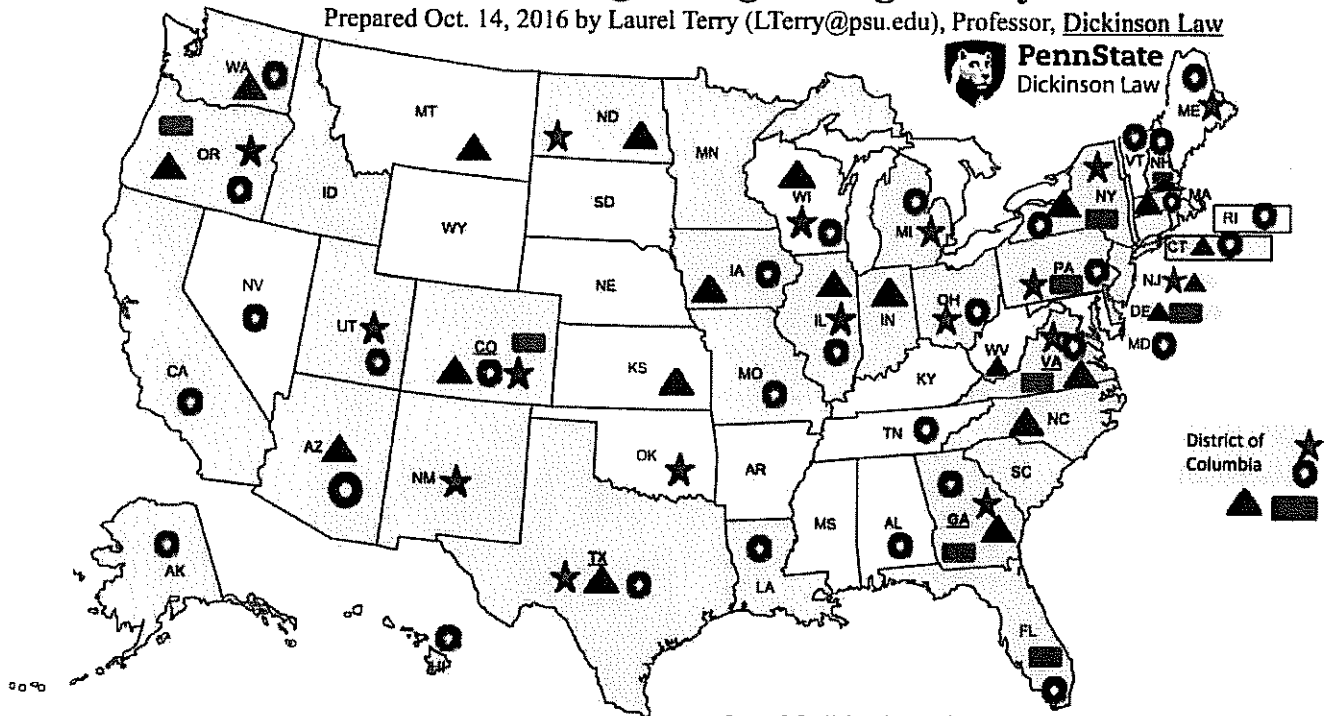 Prepared Oct. 14, 2016 by Laurel Terry (LTerry@psu.edu), Professor, Dickinson Law
PennState
Dickinson Law
WA
MT
ND
MN
OR
ID
WY
SD
WI
MI
NY
VT
NH
ME
MA
RI
CT
NV
UT
CO
NE
IA
IL
IN
OH
PA
NJ
DE
MD
CA
KS
MO
KY
WV
VA
AZ
NM
OK
AR
TN
NC
SC
District of
Columbia
TX
LA
MS
AL
GA
FL
AK
HI